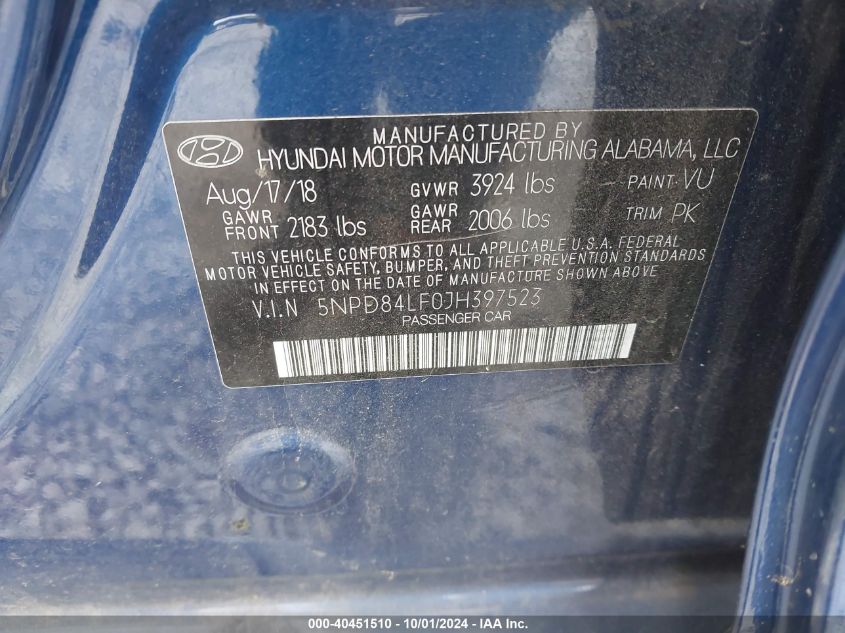 MANUFACTURED BY
HYUNDAI MOTOR MANUFACTURING ALABAMA, LLC
Aug/17/18 GVWR 3924 lbs PAINT VU
GAWR FRONT 2183 lbs GAWR REAR 2006 lbs TRIM PK
THIS VEHICLE CONFORMS TO ALL APPLICABLE U.S.A. FEDERAL
MOTOR VEHICLE SAFETY, BUMPER, AND THEFT PREVENTION STANDARDS
IN EFFECT ON THE DATE OF MANUFACTURE SHOWN ABOVE.
V.I.N 5NPD84LF0JH397523
PASSENGER CAR
000-40451510 - 10/01/2024 - IAA Inc.